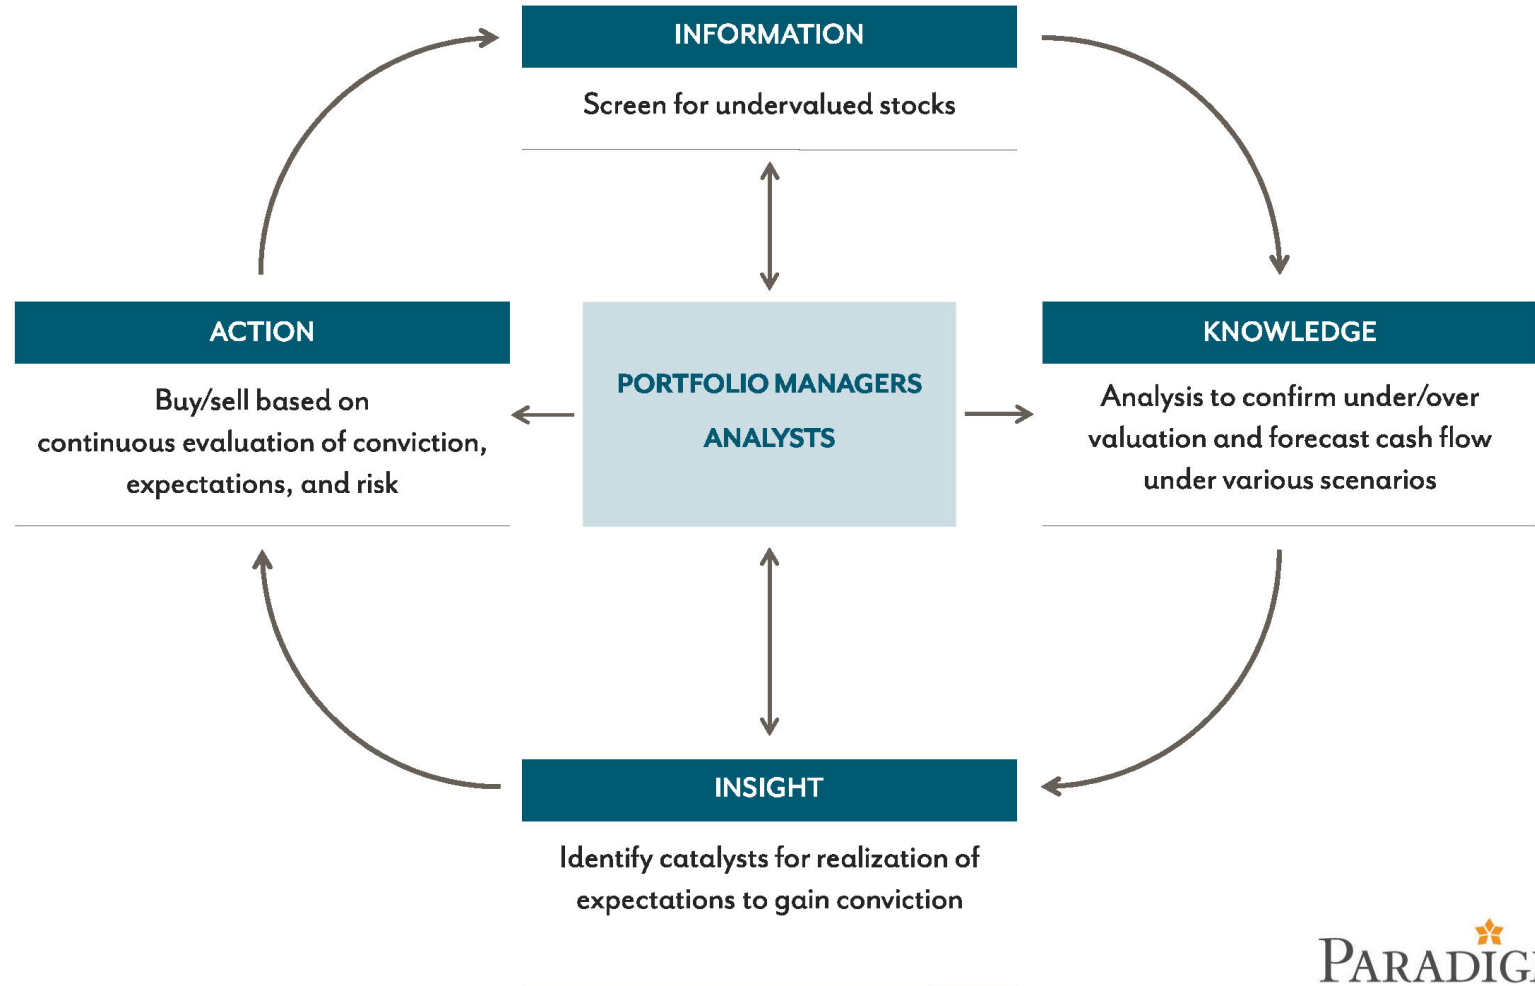 INFORMATION
Screen for undervalued stocks
ACTION
Buy/sell based on
continuous evaluation of conviction,
expectations, and risk
PORTFOLIO MANAGERS
ANALYSTS
KNOWLEDGE
Analysis to confirm under/over
valuation and forecast cash flow
under various scenarios
INSIGHT
Identify catalysts for realization of
expectations to gain conviction